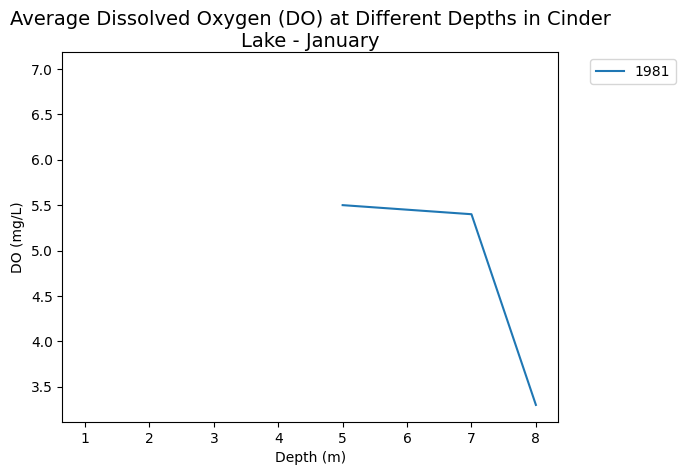 Average Dissolved Oxygen (DO) at Different Depths in Cinder
Lake - January
1981
7.0
6.5
6.0
5.5
5.0
4.5
4.0
3.5
DO (mg/L)
1 2 3 4 5 6 7 8
Depth (m)